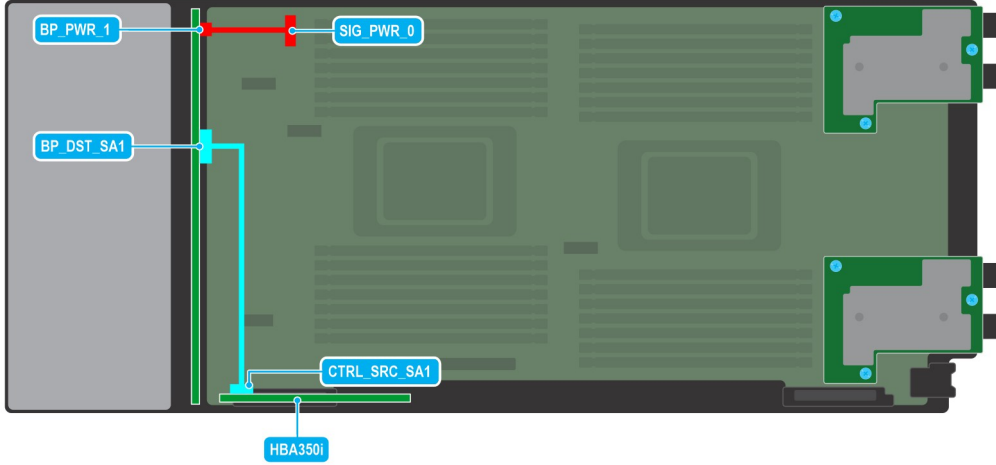 BP_PWR_1
SIG_PWR_0
BP_DST_SA1
CTRL_SRC_SA1
HBA350i